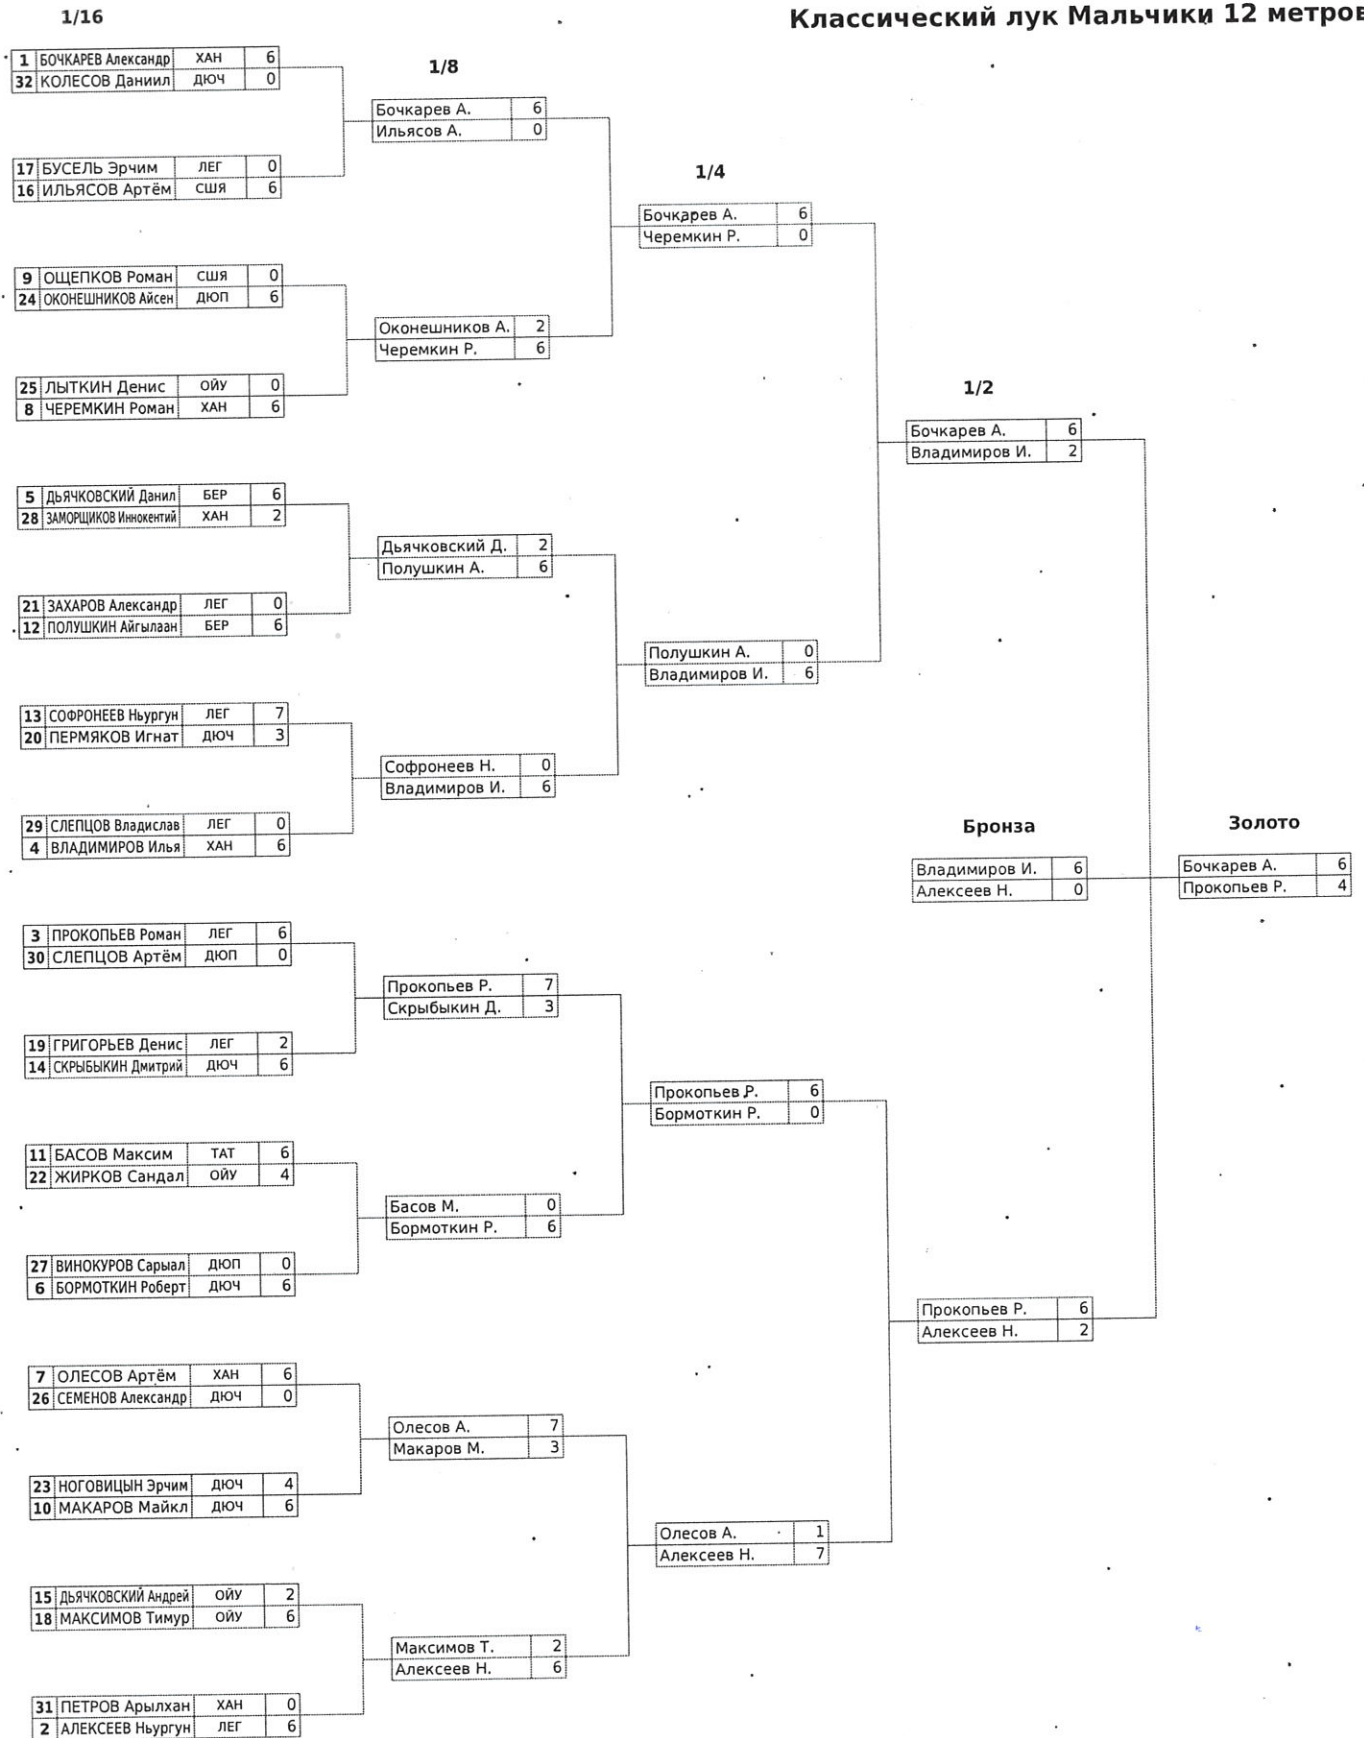 1/16
Классический лук Мальчики 12 метров
1 БОЧКАРЕВ Александр ХАН 6
32 КОЛЕСОВ Даниил ДЮЧ 0
17 БУСЕЛЬ Эрчим ЛЕГ 0
16 ИЛЬЯСОВ Артём СШЯ 6
9 ОЩЕПКОВ Роман СШЯ 0
24 ОКОНЕШНИКОВ Айсен ДЮП 6
25 ЛЫТКИН Денис ОЙУ 0
8 ЧЕРЕМКИН Роман ХАН 6
5 ДЬЯЧКОВСКИЙ Данил БЕР 6
28 ЗАМОРЩИКОВ Иннокентий ХАН 2
21 ЗАХАРОВ Александр ЛЕГ 0
12 ПОЛУШКИН Айгылаан БЕР 6
13 СОФРОНЕЕВ Ньургун ЛЕГ 7
20 ПЕРМЯКОВ Игнат ДЮЧ 3
29 СЛЕПЦОВ Владислав ЛЕГ 0
4 ВЛАДИМИРОВ Илья ХАН 6
3 ПРОКОПЬЕВ Роман ЛЕГ 6
30 СЛЕПЦОВ Артём ДЮП 0
19 ГРИГОРЬЕВ Денис ЛЕГ 2
14 СКРЫБЫКИН Дмитрий ДЮЧ 6
11 БАСОВ Максим ТАТ 6
22 ЖИРКОВ Сандал ОЙУ 4
27 ВИНОКУРОВ Сарыал ДЮП 0
6 БОРМОТКИН Роберт ДЮЧ 6
7 ОЛЕСОВ Артём ХАН 6
26 СЕМЕНОВ Александр ДЮЧ 0
23 НОГОВИЦЫН Эрчим ДЮЧ 4
10 МАКАРОВ Майкл ДЮЧ 6
15 ДЬЯЧКОВСКИЙ Андрей ОЙУ 2
18 МАКСИМОВ Тимур ОЙУ 6
31 ПЕТРОВ Арылхан ХАН 0
2 АЛЕКСЕЕВ Ньургун ЛЕГ 6
1/8
Бочкарев А. 6
Ильясов А. 0
Оконешников А. 2
Черемкин Р. 6
Дьячковский Д. 2
Полушкин А. 6
Софронеев Н. 0
Владимиров И. 6
Прокопьев Р. 7
Скрыбыкин Д. 3
Басов М. 0
Бормоткин Р. 6
Олесов А. 7
Макаров М. 3
Максимов Т. 2
Алексеев Н. 6
1/4
Бочкарев А. 6
Черемкин Р. 0
Полушкин А. 0
Владимиров И. 6
Прокопьев Р. 6
Бормоткин Р. 0
Олесов А. 1
Алексеев Н. 7
1/2
Бочкарев А. 6
Владимиров И. 2
Прокопьев Р. 6
Алексеев Н. 2
Бронза
Владимиров И. 6
Алексеев Н. 0
Золото
Бочкарев А. 6
Прокопьев Р. 4